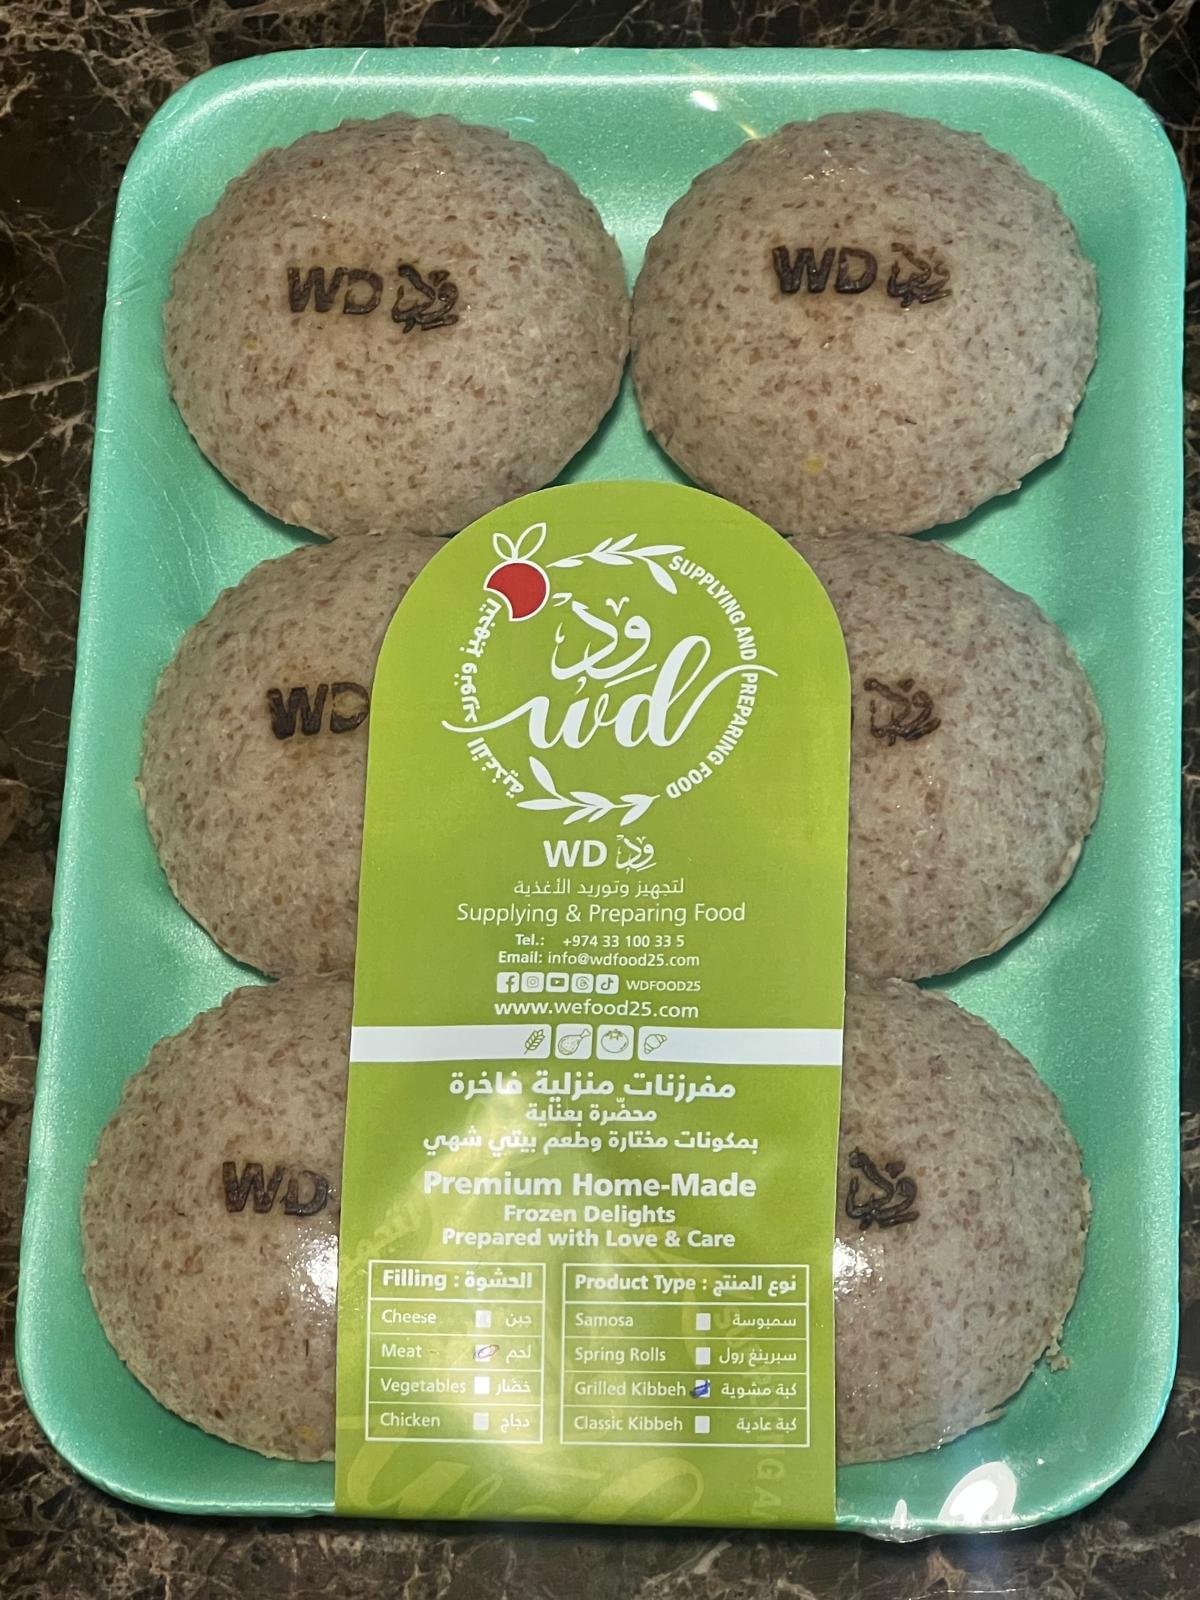 WD ود
WD ود
WD
ود
WD
ود
لتجهيز وتوريد الأغذية
SUPPLYING AND PREPARING FOOD
ود
wd
WD ود
لتجهيز وتوريد الأغذية
Supplying & Preparing Food
Tel.: +974 33 100 33 5
Email: info@wdfood25.com
WDFOOD25
www.wefood25.com
مفرزنات منزلية فاخرة
محضّرة بعناية
بمكونات مختارة وطعم بيتي شهي
Premium Home-Made
Frozen Delights
Prepared with Love & Care
Filling : الحشوة
Cheese جبن
Meat لحم
Vegetables خضار
Chicken دجاج
Product Type : نوع المنتج
Samosa سمبوسة
Spring Rolls سبرينغ رول
Grilled Kibbeh كبة مشوية
Classic Kibbeh كبة عادية